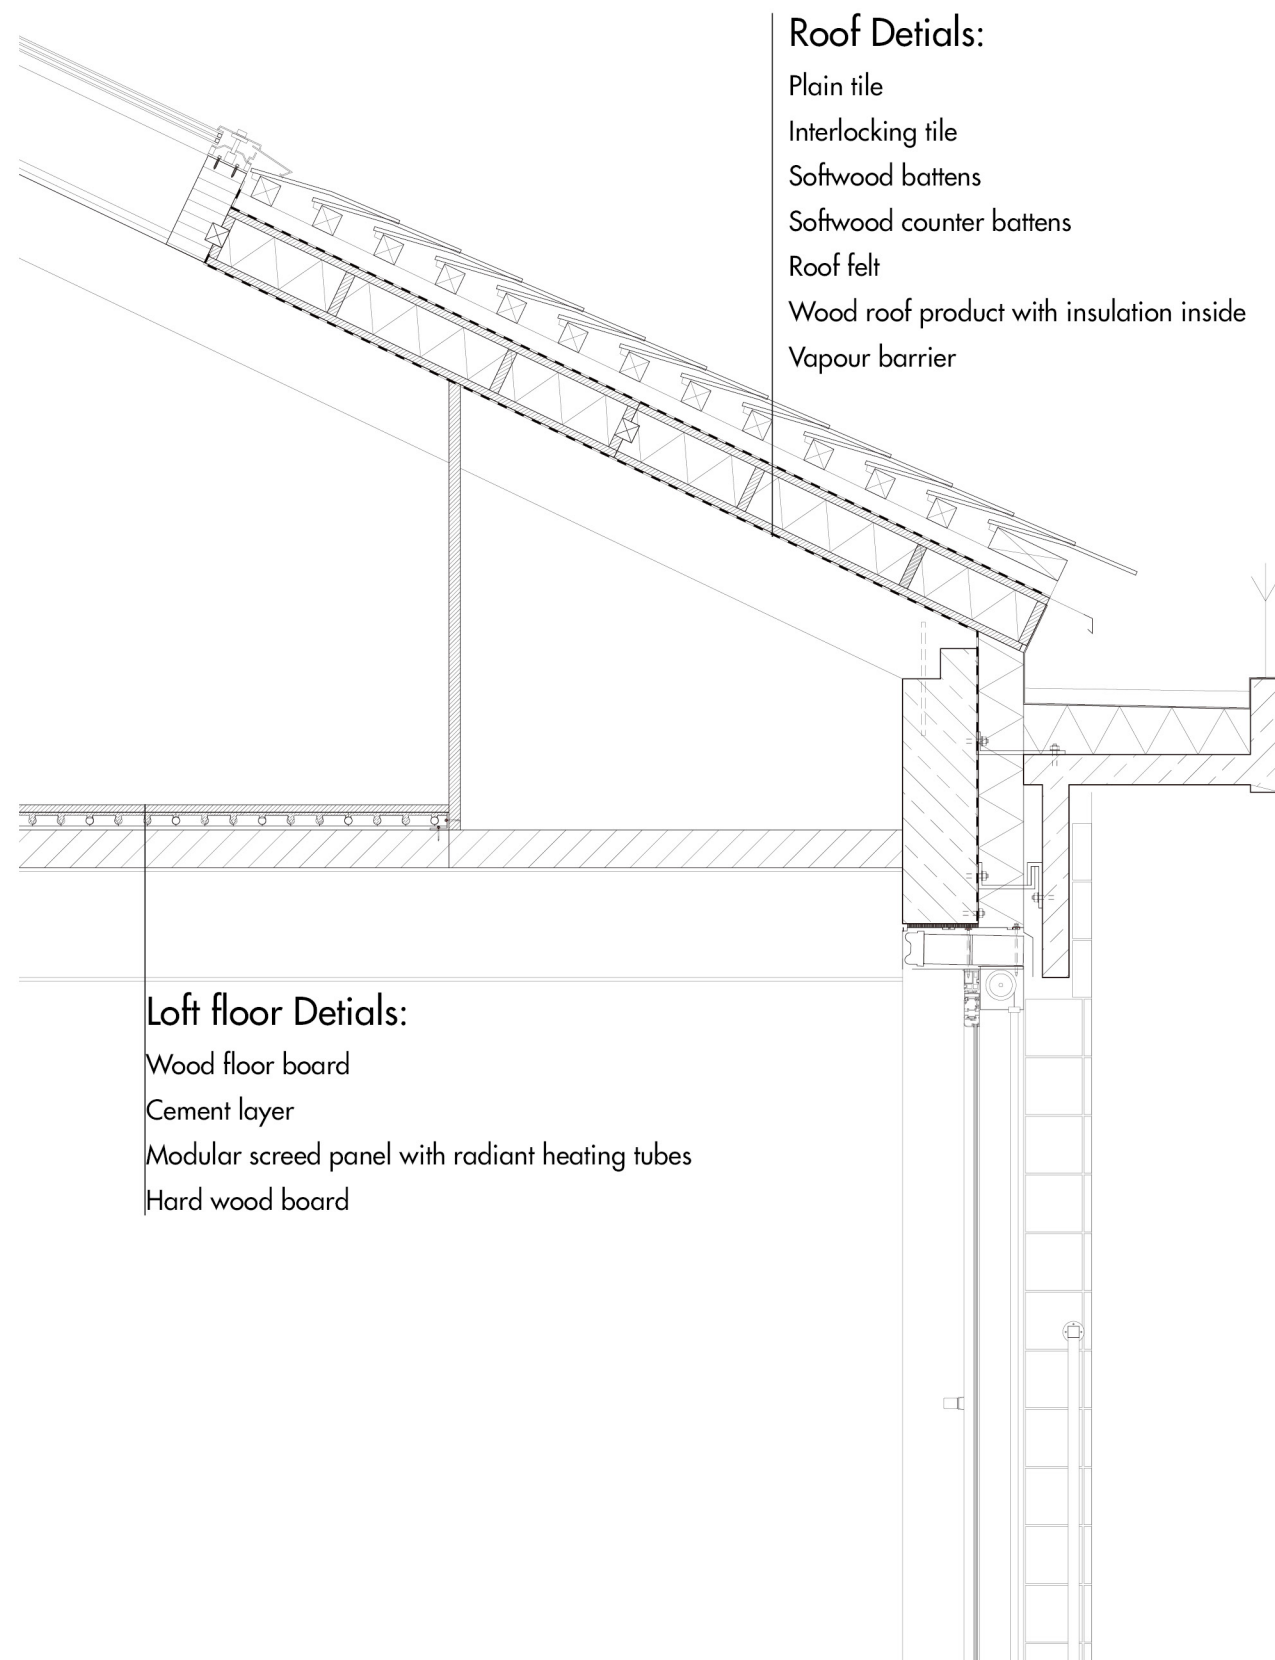 Roof Detials:
Plain tile
Interlocking tile
Softwood battens
Softwood counter battens
Roof felt
Wood roof product with insulation inside
Vapour barrier
Loft floor Detials:
Wood floor board
Cement layer
Modular screed panel with radiant heating tubes
Hard wood board